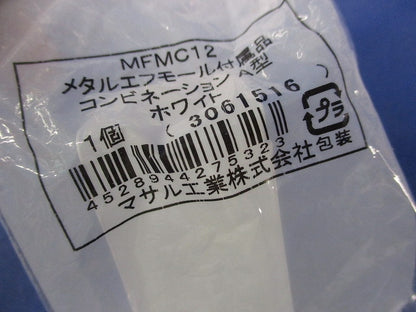 MFMC12
メタルエフモール付属品
コンビネーション A型
ホワイト
1個 (3061516)
プラ
4528944275323
マサル工業株式会社包装